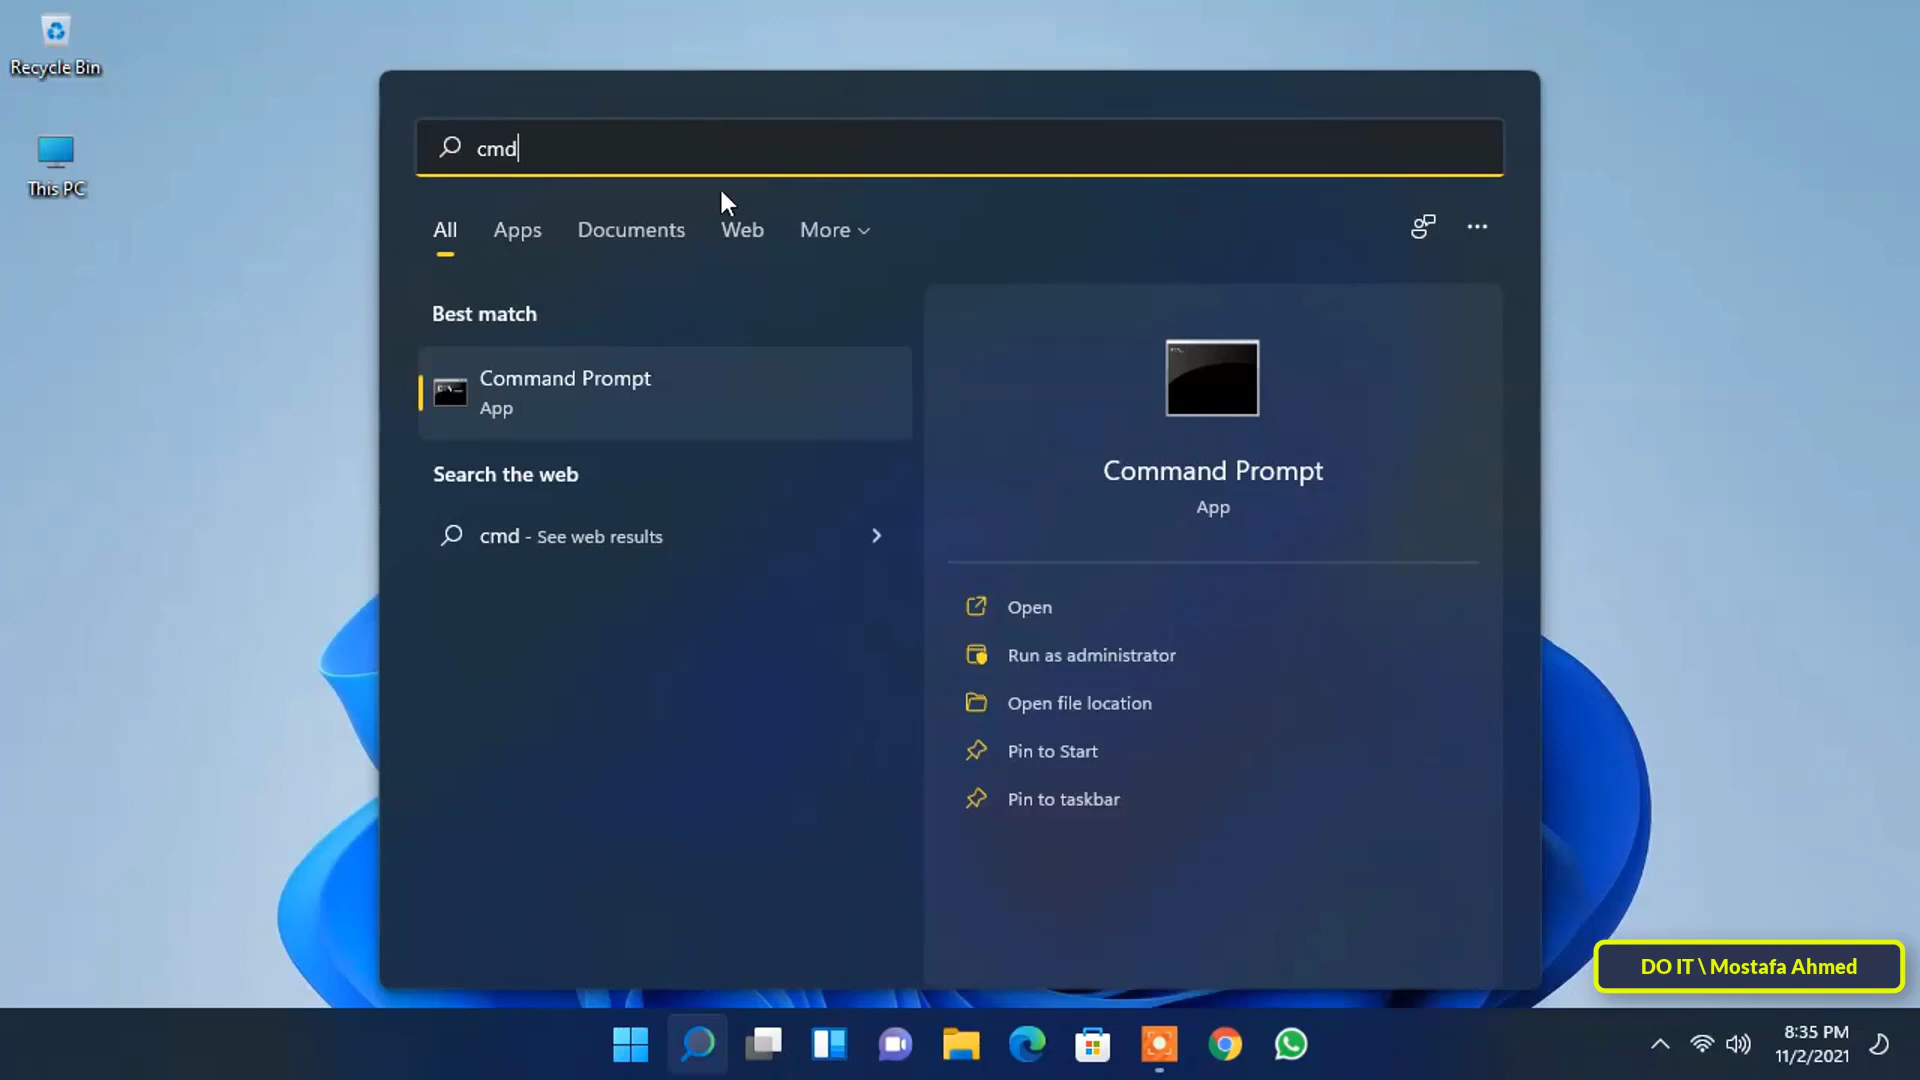 Recycle Bin
This PC
cmd
All Apps Documents Web More
Best match
Command Prompt
App
Search the web
cmd - See web results
Command Prompt
App
Open
Run as administrator
Open file location
Pin to Start
Pin to taskbar
DO IT \ Mostafa Ahmed
8:35 PM
11/2/2021